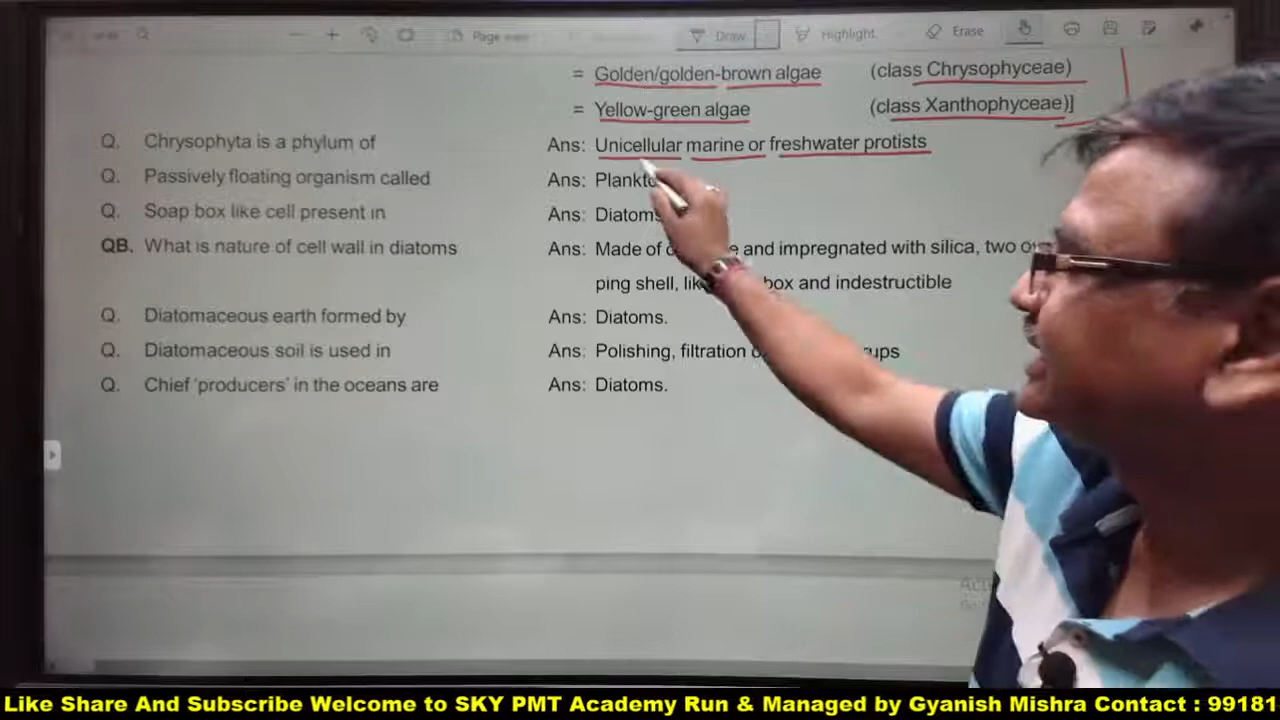 Draw Highlight Erase
= Golden/golden-brown algae (class Chrysophyceae)
= Yellow-green algae (class Xanthophyceae)]
Q. Chrysophyta is a phylum of Ans: Unicellular marine or freshwater protists
Q. Passively floating organism called Ans:
Q. Soap box like cell present in Ans: Diatoms
QB. What is nature of cell wall in diatoms Ans: Made of and impregnated with silica, two
ping shell, box and indestructible
Q. Diatomaceous earth formed by Ans: Diatoms.
Q. Diatomaceous soil is used in Ans: Polishing, filtration
Q. Chief 'producers' in the oceans are Ans: Diatoms.
Like Share And Subscribe Welcome to SKY PMT Academy Run & Managed by Gyanish Mishra Contact : 99181